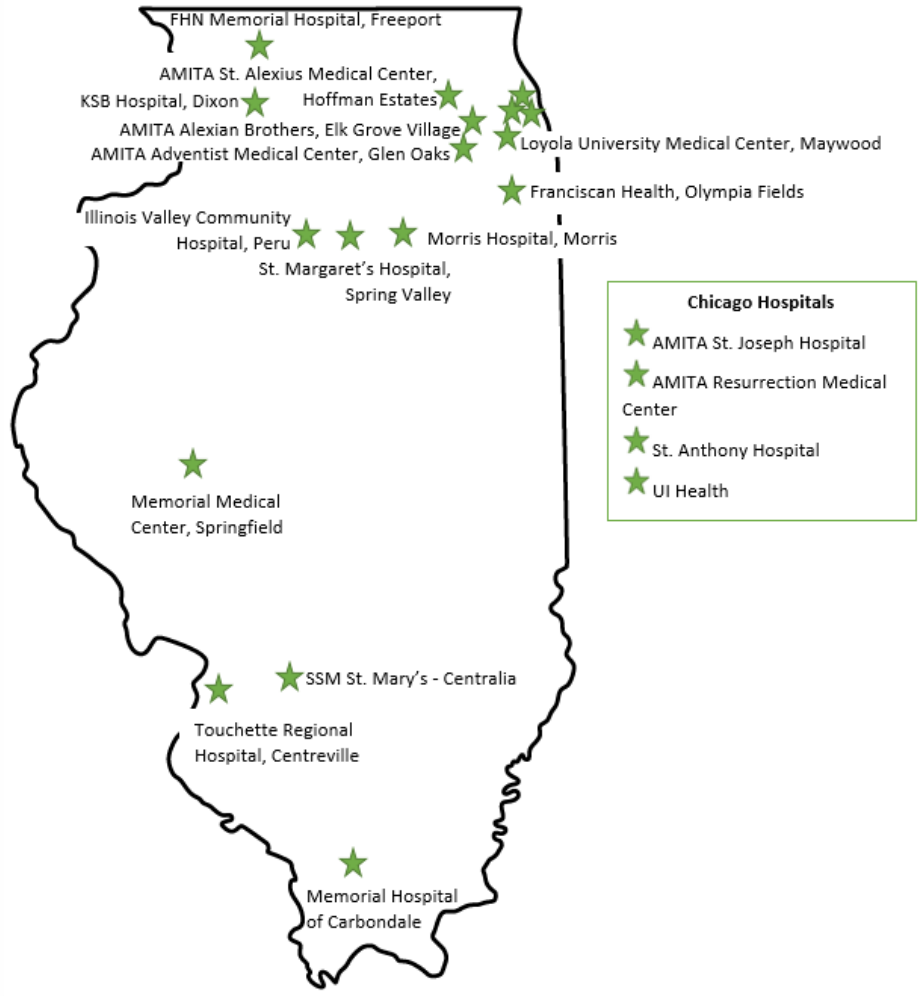 FHN Memorial Hospital, Freeport
AMITA St. Alexius Medical Center,
Hoffman Estates
KSB Hospital, Dixon
AMITA Alexian Brothers, Elk Grove Village
AMITA Adventist Medical Center, Glen Oaks
Loyola University Medical Center, Maywood
Franciscan Health, Olympia Fields
Illinois Valley Community
Hospital, Peru
Morris Hospital, Morris
St. Margaret’s Hospital,
Spring Valley
Chicago Hospitals
AMITA St. Joseph Hospital
AMITA Resurrection Medical
Center
St. Anthony Hospital
UI Health
Memorial Medical
Center, Springfield
SSM St. Mary’s - Centralia
Touchette Regional
Hospital, Centreville
Memorial Hospital
of Carbondale